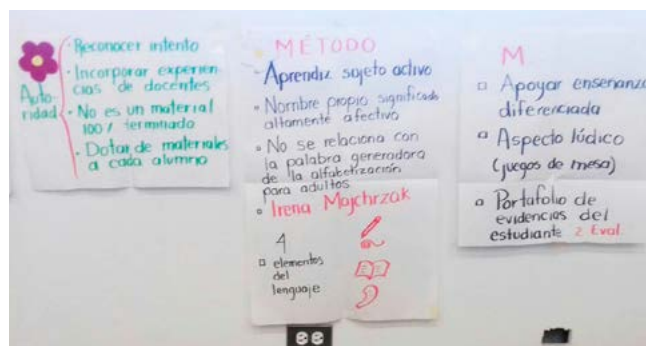 Auto-
ridad
· Reconocer intento
· Incorporar experien-
cias de docentes
· No es un material
100% terminado
· Dotar de materiales
a cada alumno
MÉTODO
- Aprendiz sujeto activo
▫ Nombre propio significado
altamente afectivo
▫ No se relaciona con
la palabra generadora
de la alfabetización
para adultos
▫ Irena Majchrzak
4
▫ elementos
del
lenguaje
M
▫ Apoyar enseñanza
diferenciada
▫ Aspecto lúdico
(juegos de mesa)
▫ Portafolio de
evidencias del
estudiante 2 Eval.